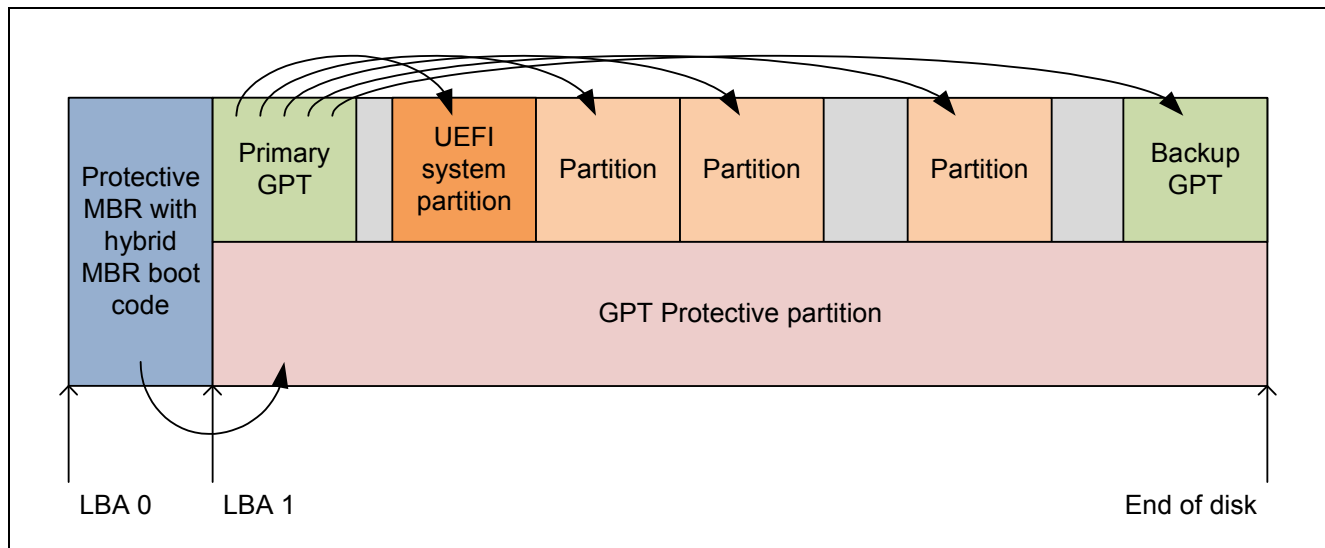 Protective
MBR with
hybrid
MBR boot
code
Primary
GPT
UEFI
system
partition
Partition
Partition
Partition
Backup
GPT
GPT Protective partition
LBA 0
LBA 1
End of disk